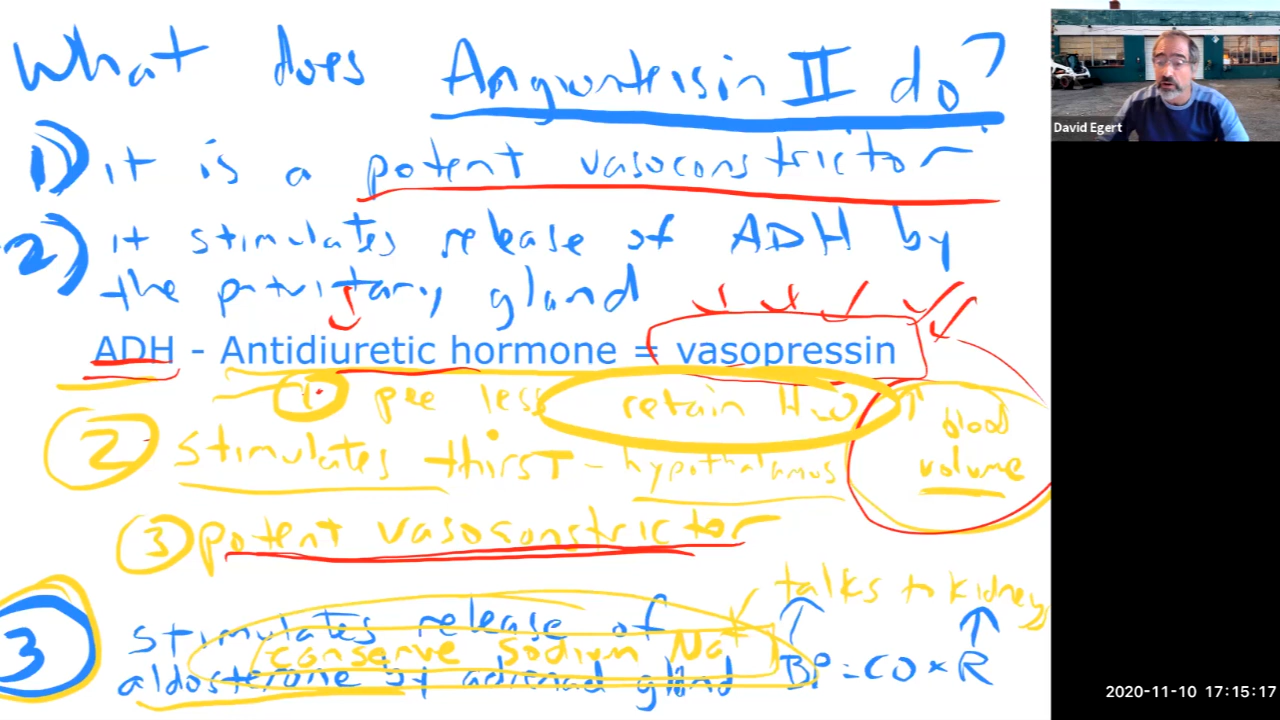 What does Angiotensin II do?
1) it is a potent vasoconstrictor
2) it stimulates release of ADH by
the pituitary gland
ADH - Antidiuretic hormone = vasopressin
1. pee less retain H2O ↑ blood volume
2 stimulates thirst - hypothalamus
3 potent vasoconstrictor
talks to kidneys
3 stimulates release of
conserve sodium Na+
aldosterone by adrenal gland
↑ ↑
BP = CO * R
David Egert
2020-11-10 17:15:17